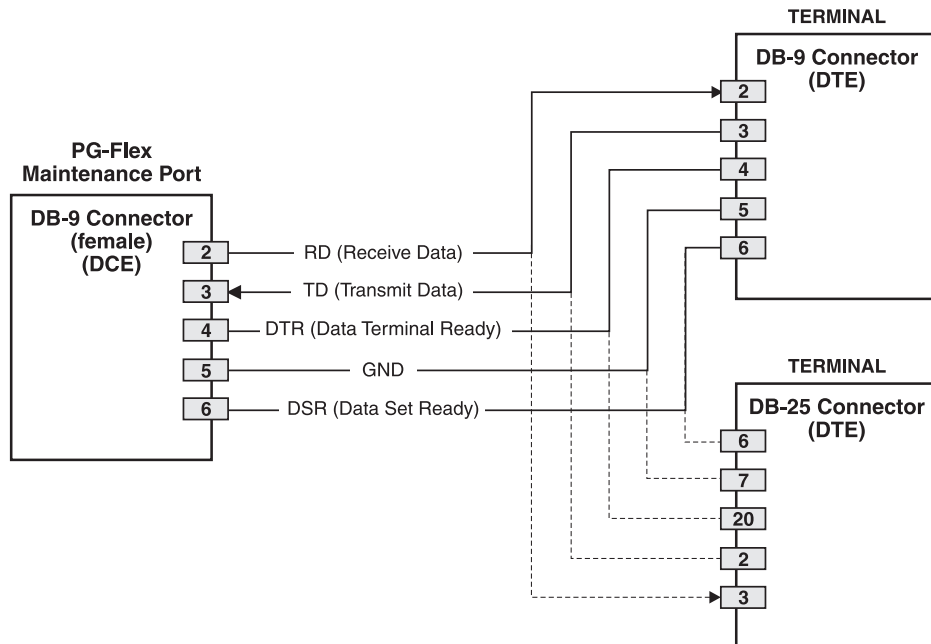 PG-Flex
Maintenance Port
DB-9 Connector
(female)
(DCE)
2
3
4
5
6
RD (Receive Data)
TD (Transmit Data)
DTR (Data Terminal Ready)
GND
DSR (Data Set Ready)
TERMINAL
DB-9 Connector
(DTE)
2
3
4
5
6
TERMINAL
DB-25 Connector
(DTE)
6
7
20
2
3